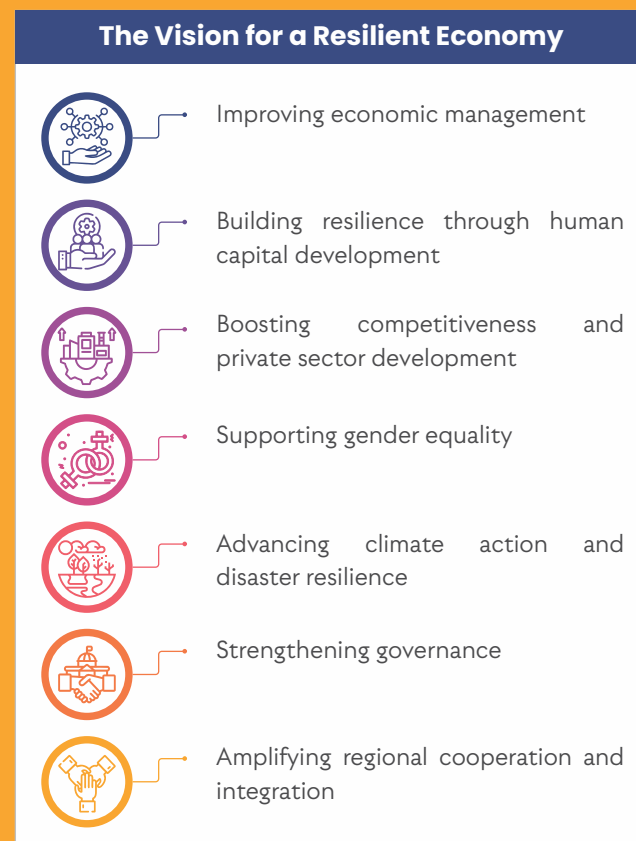 The Vision for a Resilient Economy
Improving economic management
Building resilience through human
capital development
Boosting competitiveness and
private sector development
Supporting gender equality
Advancing climate action and
disaster resilience
Strengthening governance
Amplifying regional cooperation and
integration